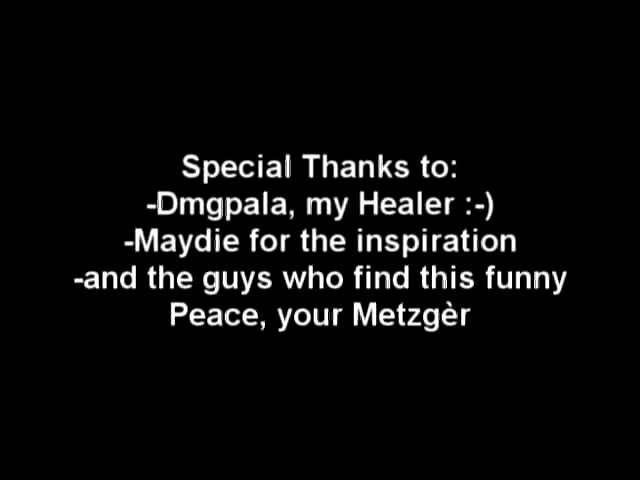 Special Thanks to:
-Dmgpala, my Healer :-)
-Maydie for the inspiration
-and the guys who find this funny
Peace, your Metzgèr